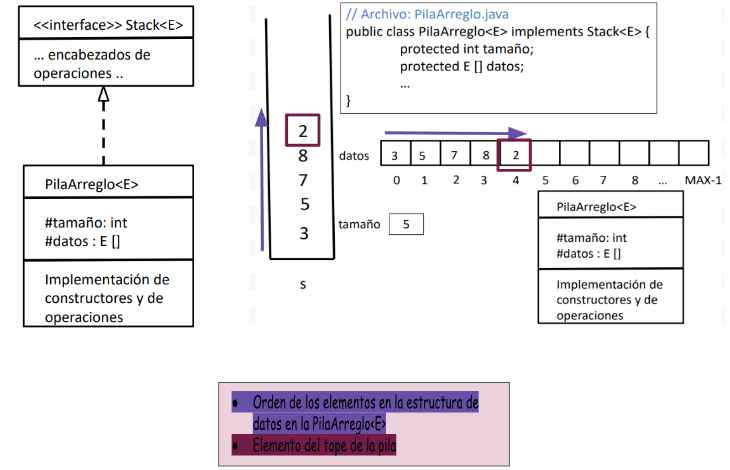 <<interface>> Stack<E>
... encabezados de
operaciones ..
PilaArreglo<E>
#tamaño: int
#datos : E []
Implementación de
constructores y de
operaciones
2
8
7
5
3
s
// Archivo: PilaArreglo.java
public class PilaArreglo<E> implements Stack<E> {
protected int tamaño;
protected E [] datos;
...
}
datos 3 5 7 8 2
0 1 2 3 4 5 6 7 8 ... MAX-1
tamaño 5
PilaArreglo<E>
#tamaño: int
#datos : E []
Implementación de
constructores y de
operaciones
● Orden de los elementos en la estructura de
datos en la PilaArreglo<E>
● Elemento del tope de la pila